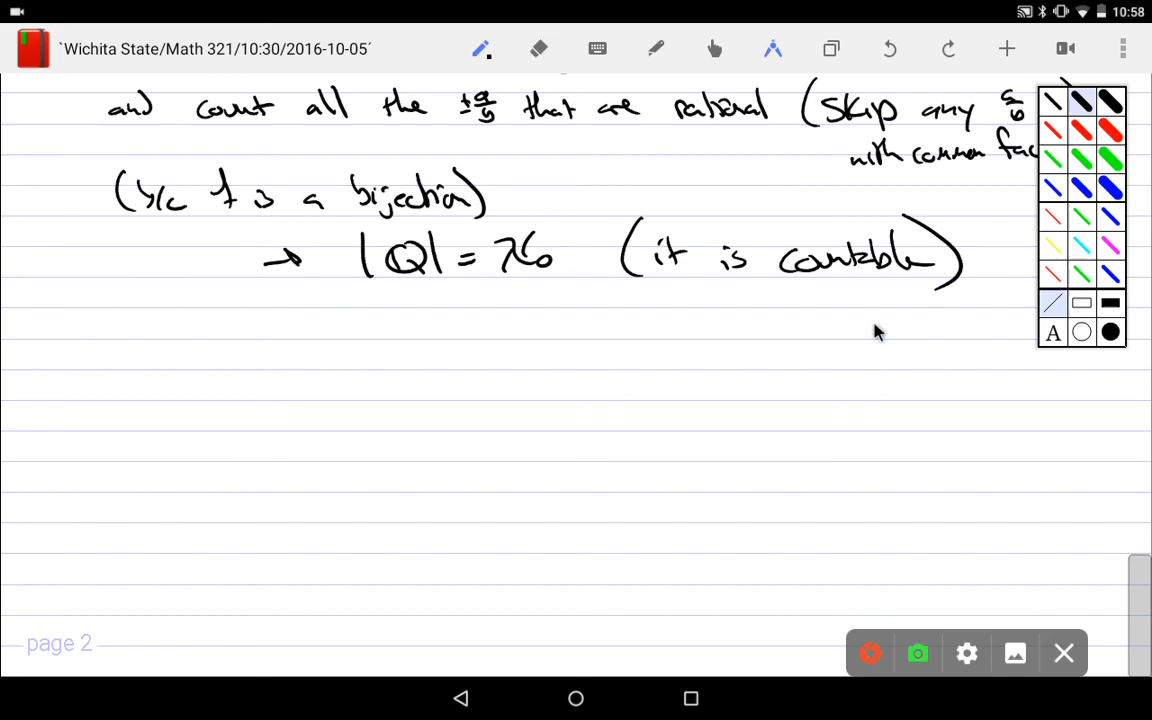 10:58
`Wichita State/Math 321/10:30/2016-10-05´
and count all the ± a/b that are rational (skip any a/b
with common fac
(b/c f is a bijection)
→ |Q| = ℵ₀ (it is countable)
A
page 2